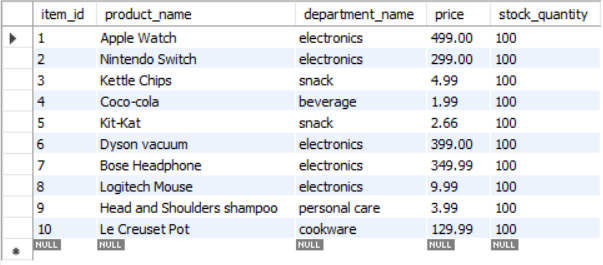 item_id product_name department_name price stock_quantity
1 Apple Watch electronics 499.00 100
2 Nintendo Switch electronics 299.00 100
3 Kettle Chips snack 4.99 100
4 Coco-cola beverage 1.99 100
5 Kit-Kat snack 2.66 100
6 Dyson vacuum electronics 399.00 100
7 Bose Headphone electronics 349.99 100
8 Logitech Mouse electronics 9.99 100
9 Head and Shoulders shampoo personal care 3.99 100
10 Le Creuset Pot cookware 129.99 100
NULL NULL NULL NULL NULL